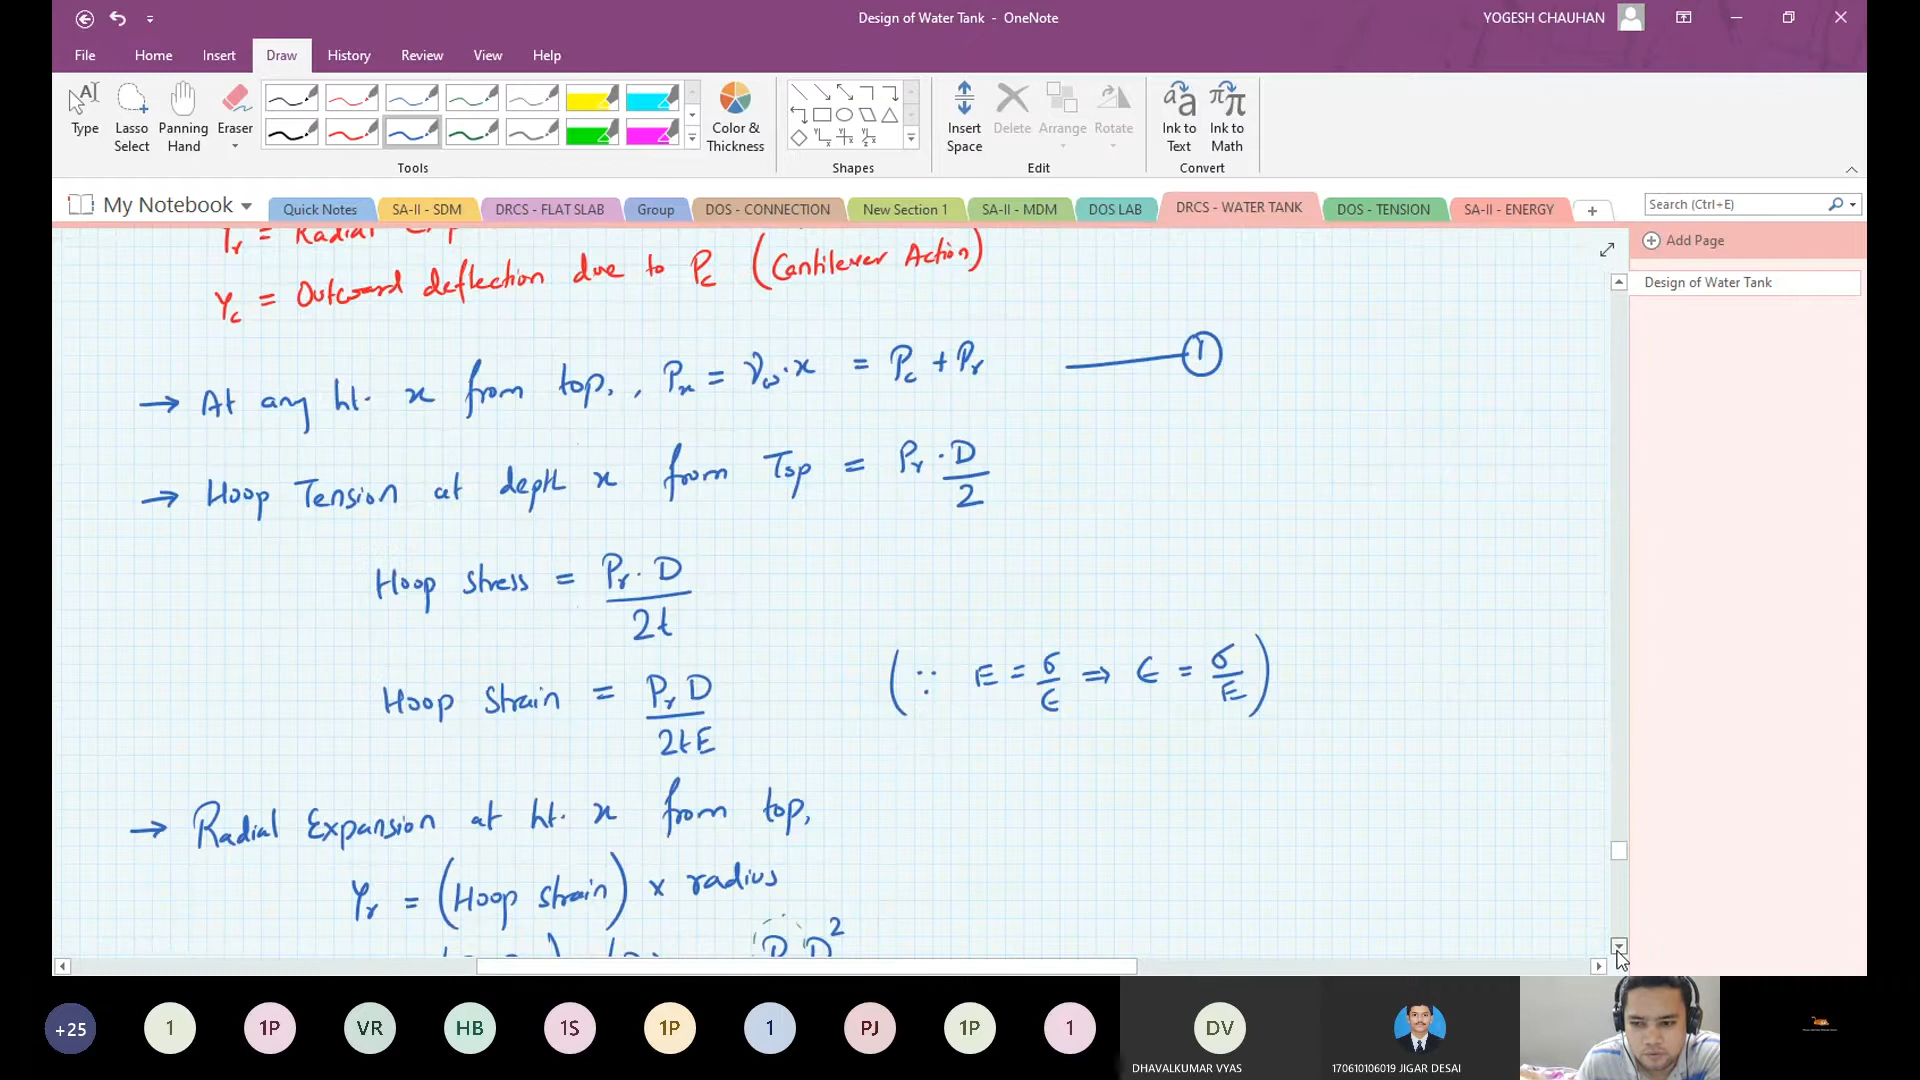 Design of Water Tank - OneNote
YOGESH CHAUHAN
File Home Insert Draw History Review View Help
Type
Lasso Select
Panning Hand
Eraser
Color & Thickness
Insert Space
Delete
Arrange
Rotate
Ink to Text
Ink to Math
Tools
Shapes
Edit
Convert
My Notebook
Quick Notes
SA-II - SDM
DRCS - FLAT SLAB
Group
DOS - CONNECTION
New Section 1
SA-II - MDM
DOS LAB
DRCS - WATER TANK
DOS - TENSION
SA-II - ENERGY
Search (Ctrl+E)
Add Page
Design of Water Tank
Yr = Radial
Yc = Outward deflection due to Pc (Cantilever Action)
→ At any ht. x from top, , Px = γw·x = Pc + Pr ——①
→ Hoop Tension at depth x from Top = Pr · D / 2
Hoop stress = Pr · D / 2t
Hoop Strain = Pr D / 2tE (∵ E = σ/ϵ ⇒ ϵ = σ/E)
→ Radial Expansion at ht. x from top,
Yr = (Hoop strain) × radius
+25 1 1P VR HB 1S 1P 1 PJ 1P 1 DV
DHAVALKUMAR VYAS
170610106019 JIGAR DESAI